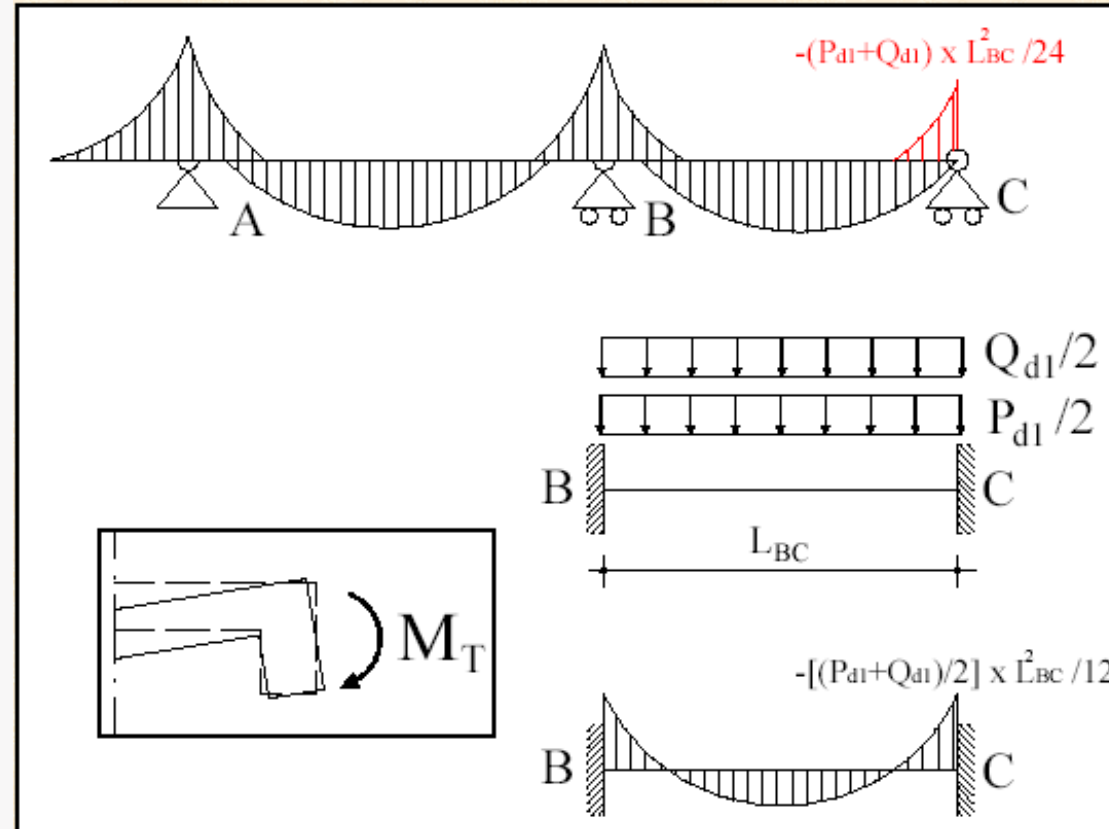 -(Pd1+Qd1) x L²BC /24
A
B
C
Qd1/2
Pd1/2
B
C
LBC
MT
-[(Pd1+Qd1)/2] x L²BC /12
B
C